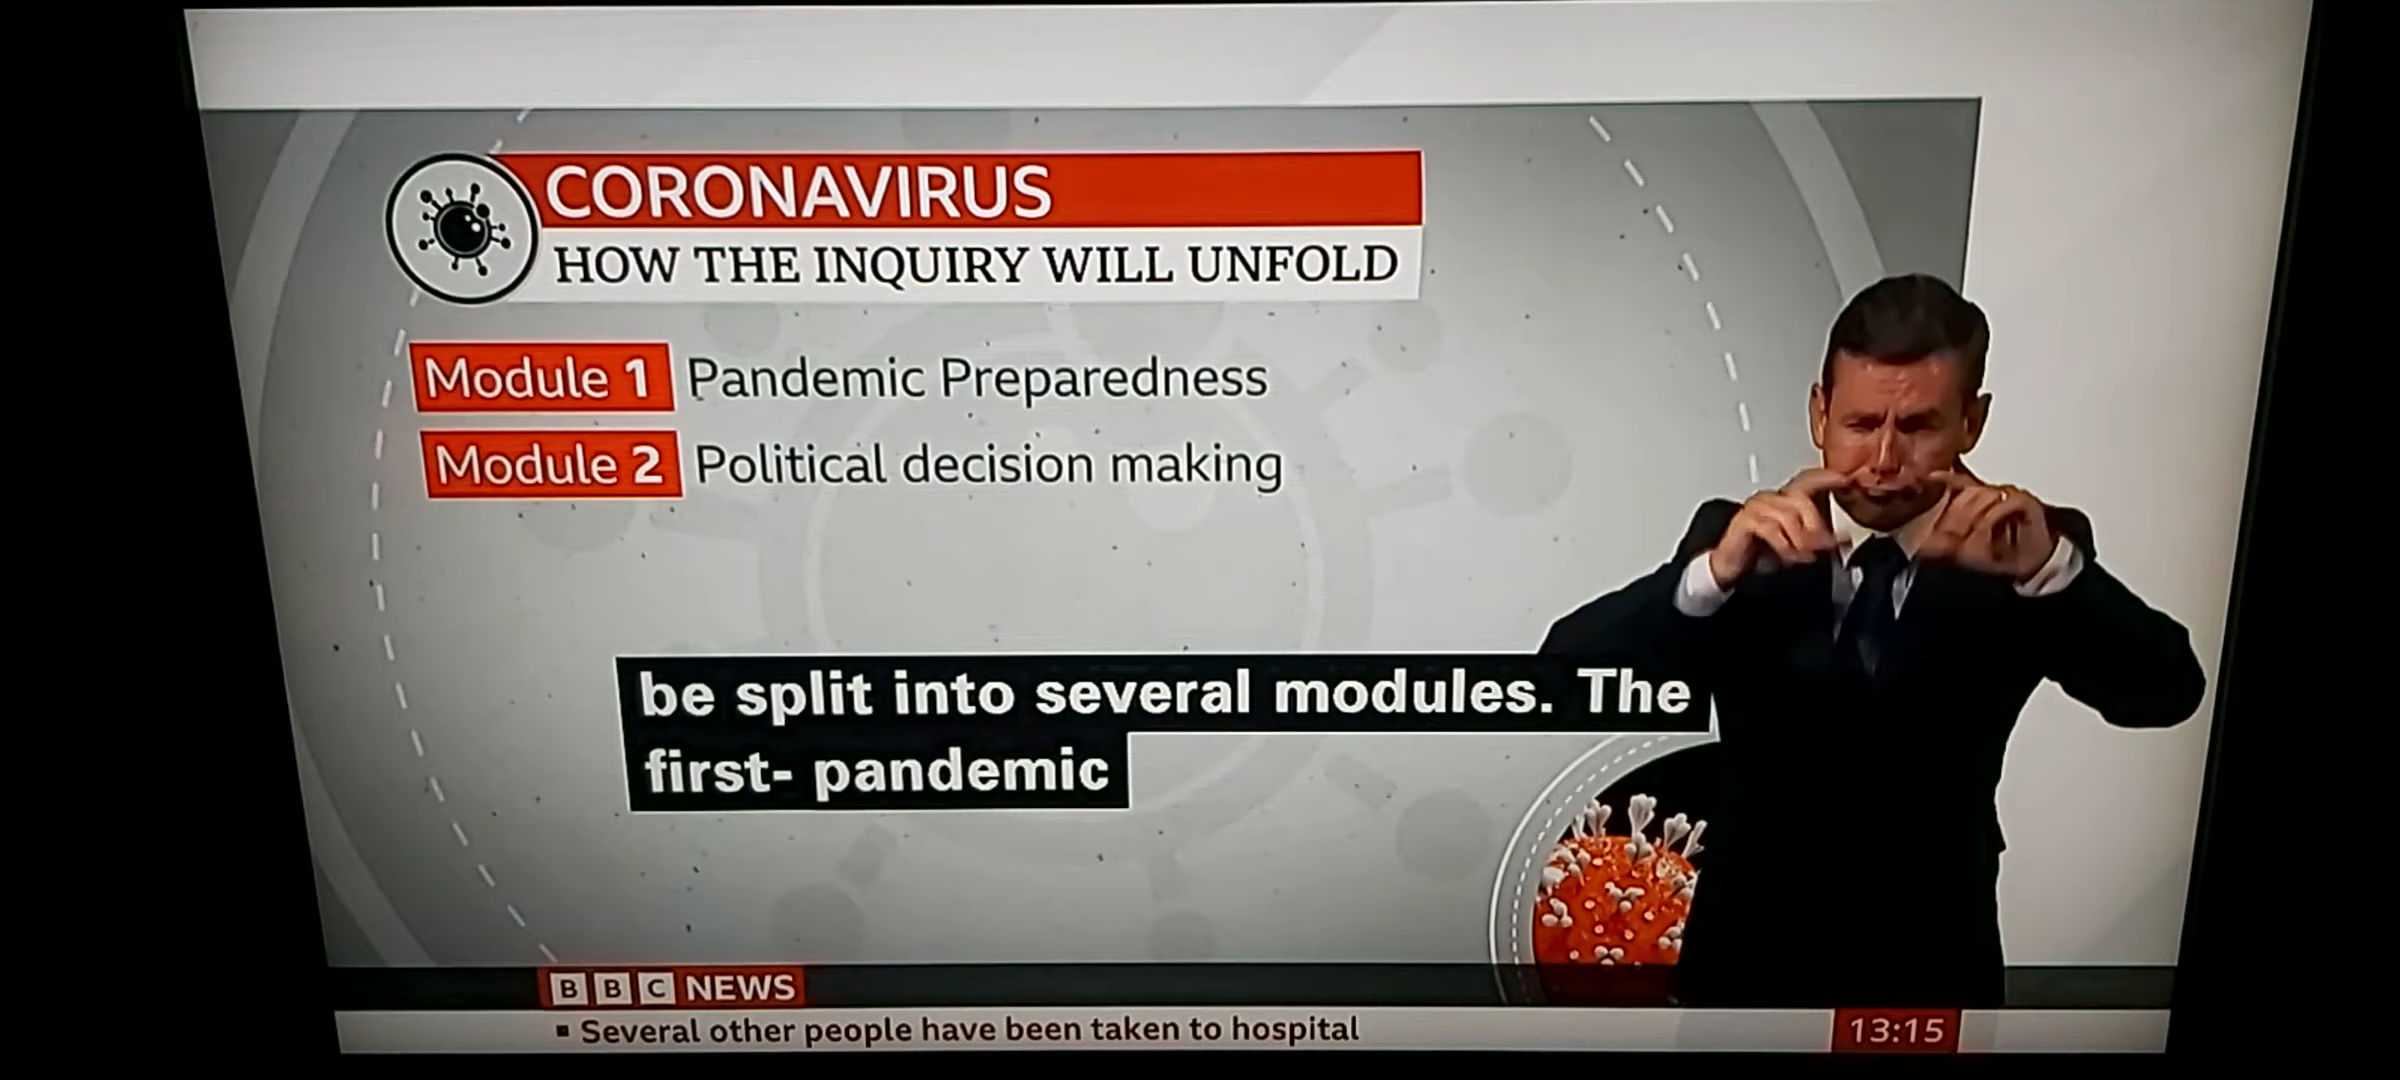 CORONAVIRUS
HOW THE INQUIRY WILL UNFOLD
Module 1 Pandemic Preparedness
Module 2 Political decision making
be split into several modules. The
first- pandemic
BBC NEWS
▪ Several other people have been taken to hospital
13:15